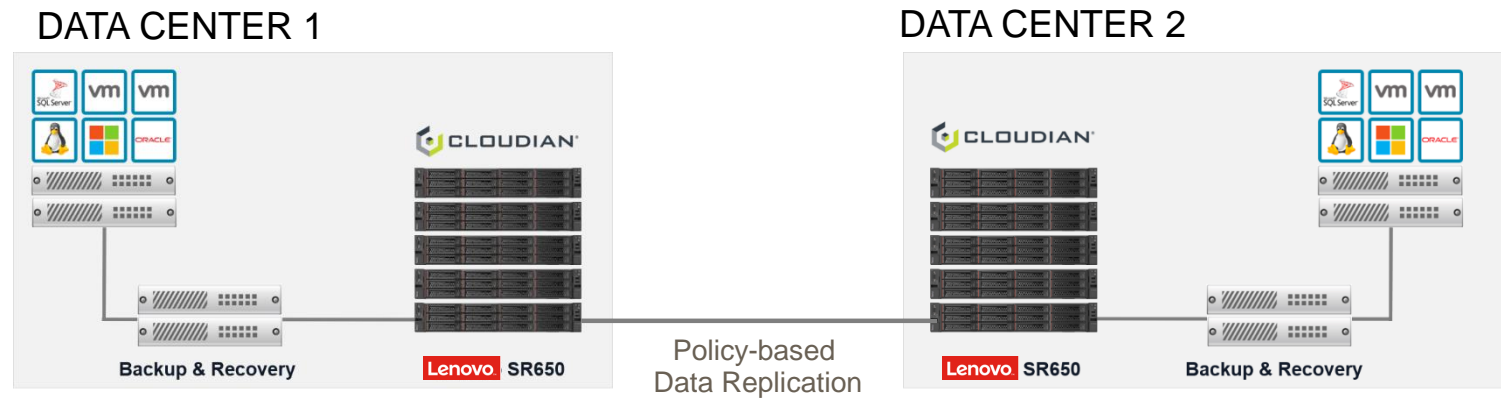 DATA CENTER 1
DATA CENTER 2
SQL Server
vm
vm
ORACLE
CLOUDIAN
CLOUDIAN
SQL Server
vm
vm
ORACLE
Backup & Recovery
Lenovo. SR650
Policy-based
Data Replication
Lenovo. SR650
Backup & Recovery